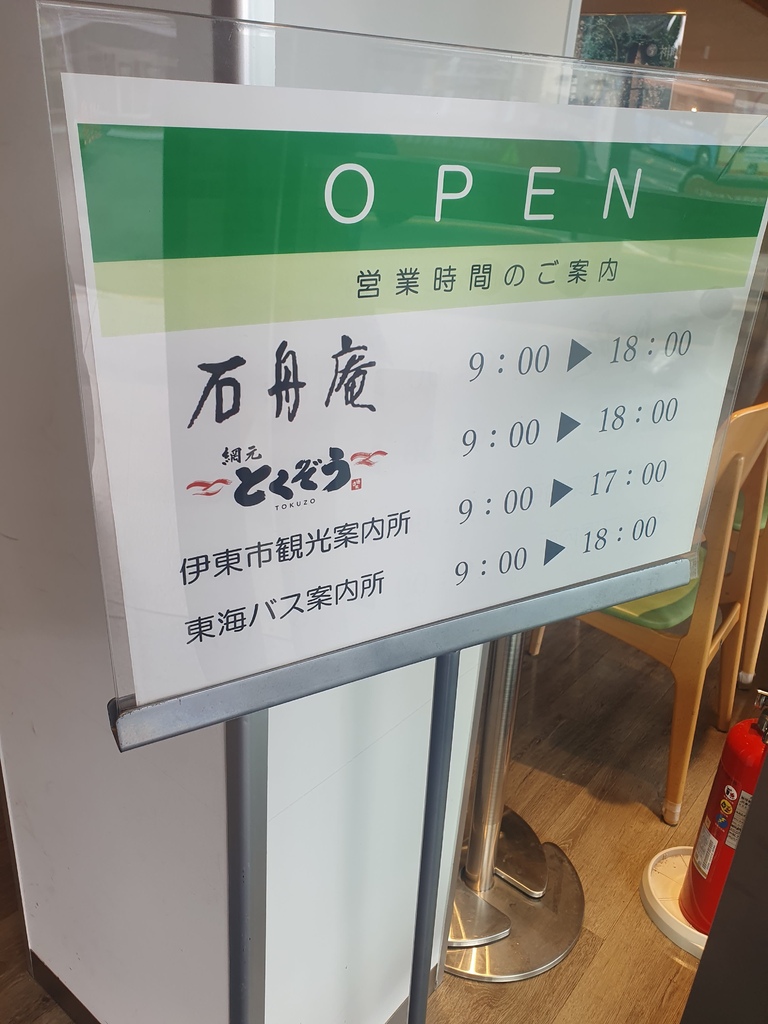 OPEN
営業時間のご案内
石舟庵 9:00 ▶ 18:00
網元
とくぞう 9:00 ▶ 18:00
TOKUZO
伊東市観光案内所 9:00 ▶ 17:00
東海バス案内所 9:00 ▶ 18:00